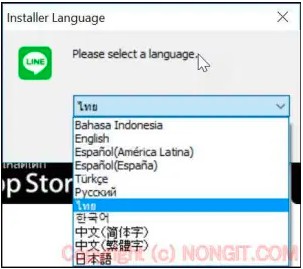 Installer Language
LINE
Please select a language.
ไทย
Bahasa Indonesia
English
Español(América Latina)
Español(España)
Türkçe
Русский
ไทย
한국어
中文(简体字)
中文(繁體字)
日本語
op Stor
Copyright (c) NONGIT.COM